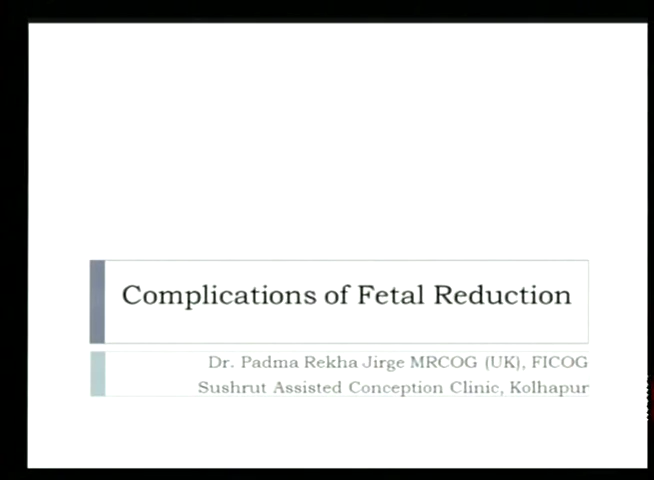 Complications of Fetal Reduction
Dr. Padma Rekha Jirge MRCOG (UK), FICOG
Sushrut Assisted Conception Clinic, Kolhapur